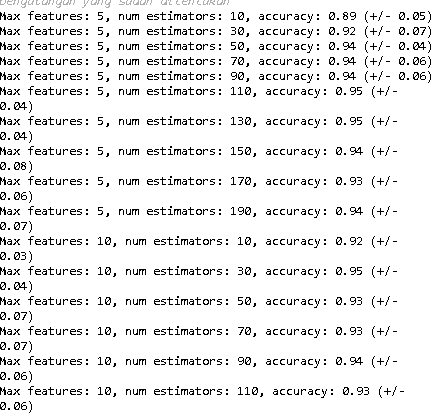 pengaturan yang sudah ditentukan
Max features: 5, num estimators: 10, accuracy: 0.89 (+/- 0.05)
Max features: 5, num estimators: 30, accuracy: 0.92 (+/- 0.07)
Max features: 5, num estimators: 50, accuracy: 0.94 (+/- 0.04)
Max features: 5, num estimators: 70, accuracy: 0.94 (+/- 0.06)
Max features: 5, num estimators: 90, accuracy: 0.94 (+/- 0.06)
Max features: 5, num estimators: 110, accuracy: 0.95 (+/-
0.04)
Max features: 5, num estimators: 130, accuracy: 0.95 (+/-
0.04)
Max features: 5, num estimators: 150, accuracy: 0.94 (+/-
0.08)
Max features: 5, num estimators: 170, accuracy: 0.93 (+/-
0.06)
Max features: 5, num estimators: 190, accuracy: 0.94 (+/-
0.07)
Max features: 10, num estimators: 10, accuracy: 0.92 (+/-
0.03)
Max features: 10, num estimators: 30, accuracy: 0.95 (+/-
0.04)
Max features: 10, num estimators: 50, accuracy: 0.93 (+/-
0.07)
Max features: 10, num estimators: 70, accuracy: 0.93 (+/-
0.07)
Max features: 10, num estimators: 90, accuracy: 0.94 (+/-
0.06)
Max features: 10, num estimators: 110, accuracy: 0.93 (+/-
0.06)